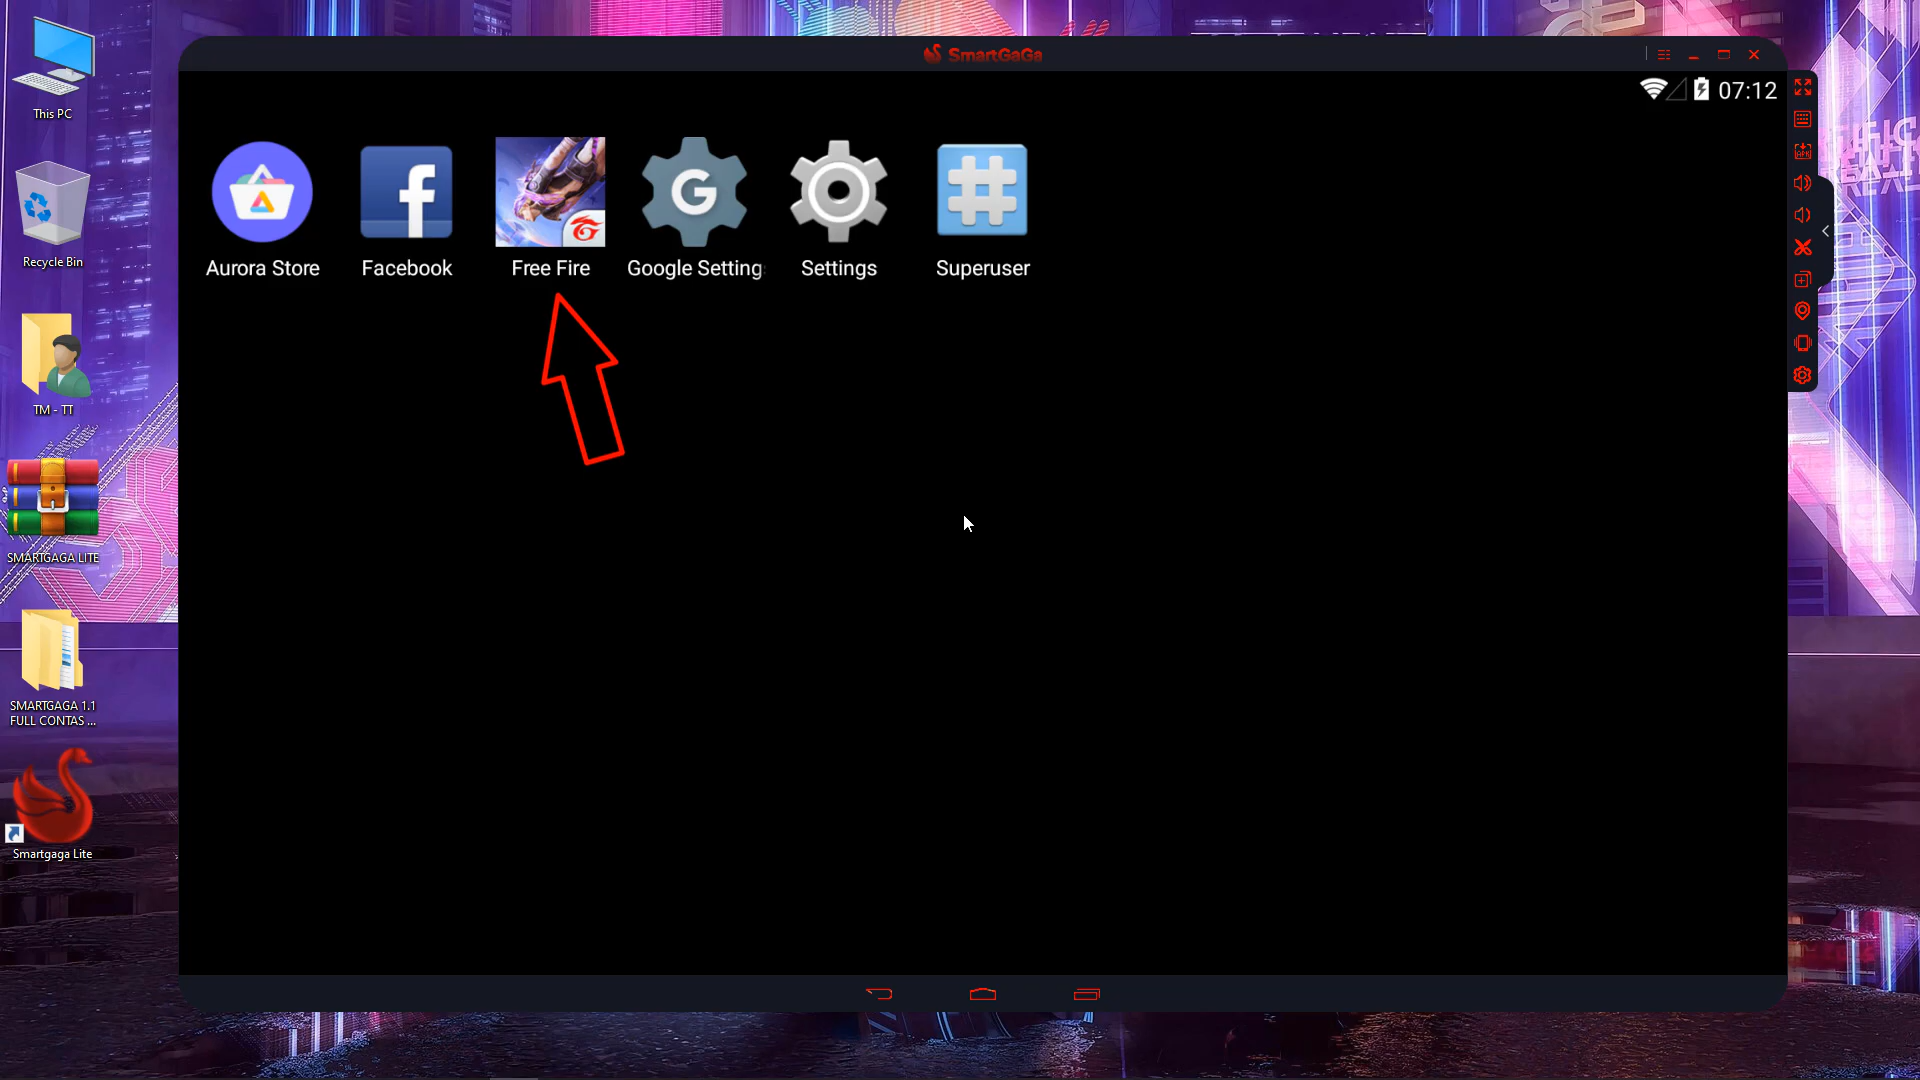 SmartGaGa
07:12
Aurora Store
Facebook
Free Fire
Google Setting
Settings
Superuser
This PC
Recycle Bin
TM - TT
SMARTGAGA LITE
SMARTGAGA 1.1
FULL CONTAS ...
Smartgaga Lite